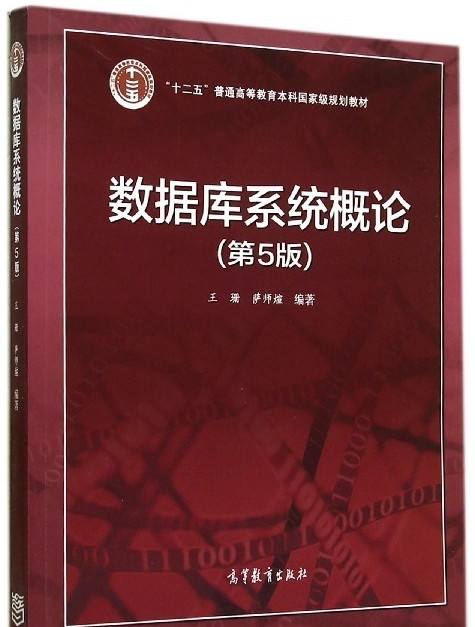 “十二五”普通高等教育本科国家级规划教材
数据库系统概论
(第5版)
王 珊 萨师煊 编著
高等教育出版社
数据库系统概论
(第5版)
王 珊 萨师煊 编著